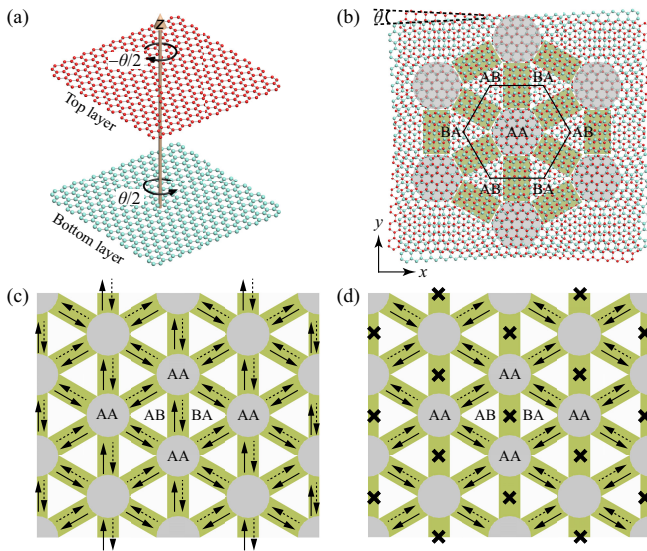 (a)
Z
−θ/2
Top layer
θ/2
Bottom layer
(b)
θ
AB BA
BA AA AB
AB BA
y
x
(c)
AA
AA AB BA AA
AA
(d)
AA
AA AB BA AA
AA